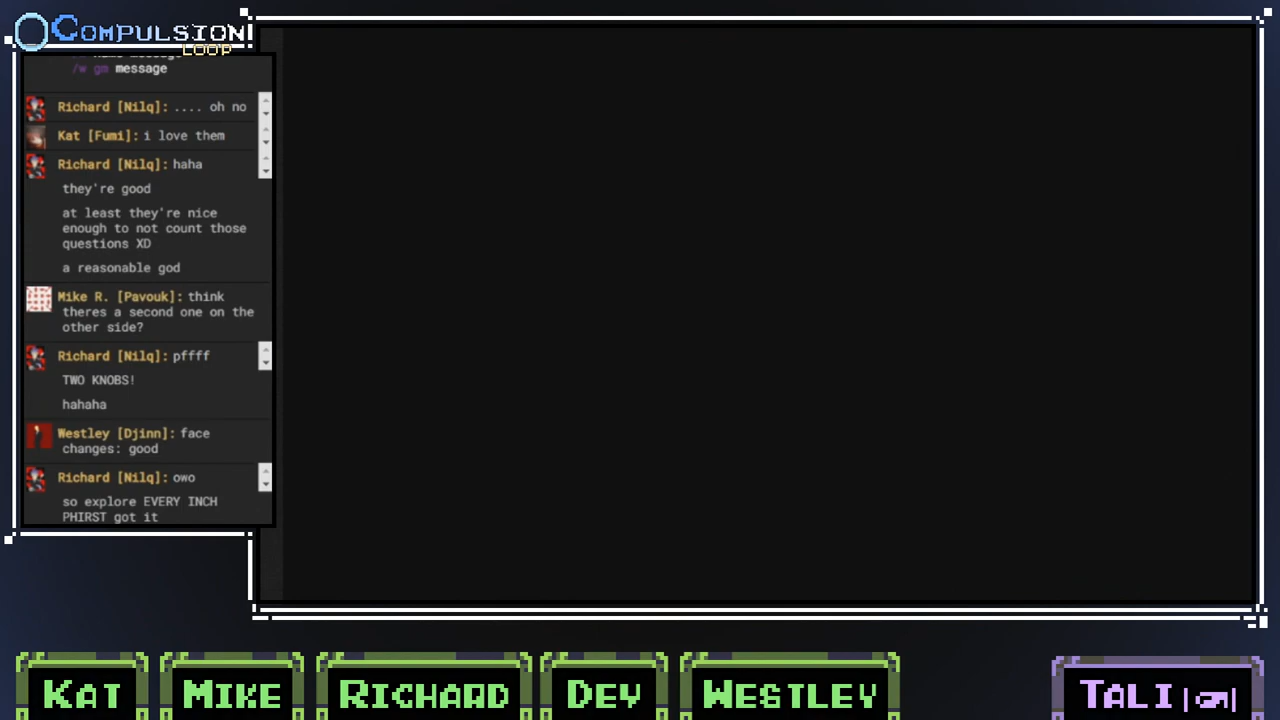 COMPULSION
LOOP
/w gm message
Richard [Nilq]: .... oh no
Kat [Fumi]: i love them
Richard [Nilq]: haha
they're good
at least they're nice
enough to not count those
questions XD
a reasonable god
Mike R. [Pavouk]: think
theres a second one on the
other side?
Richard [Nilq]: pffff
TWO KNOBS!
hahaha
Westley [Djinn]: face
changes: good
Richard [Nilq]: owo
so explore EVERY INCH
PHIRST got it
KAT
MIKE
RICHARD
DEV
WESTLEY
TALI |GM|